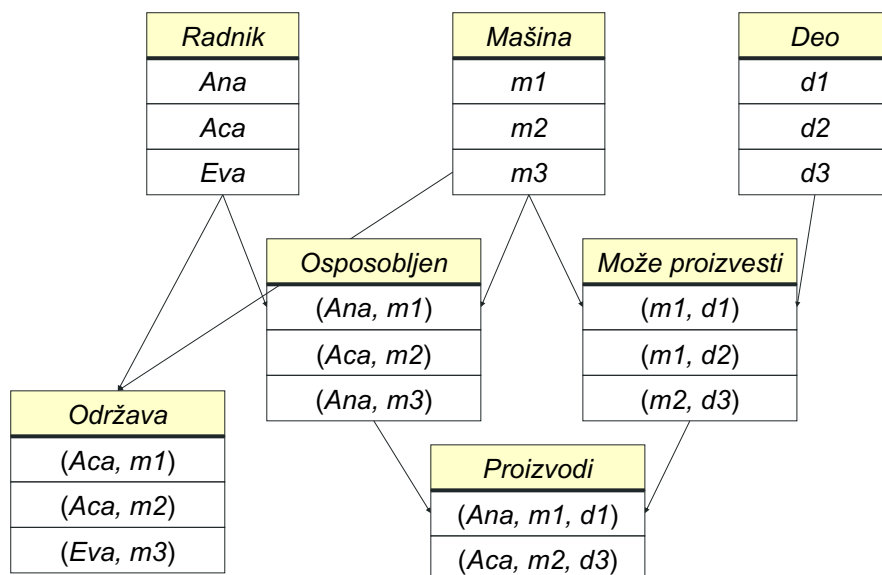 Radnik
Ana
Aca
Eva
Mašina
m1
m2
m3
Deo
d1
d2
d3
Osposobljen
(Ana, m1)
(Aca, m2)
(Ana, m3)
Može proizvesti
(m1, d1)
(m1, d2)
(m2, d3)
Održava
(Aca, m1)
(Aca, m2)
(Eva, m3)
Proizvodi
(Ana, m1, d1)
(Aca, m2, d3)